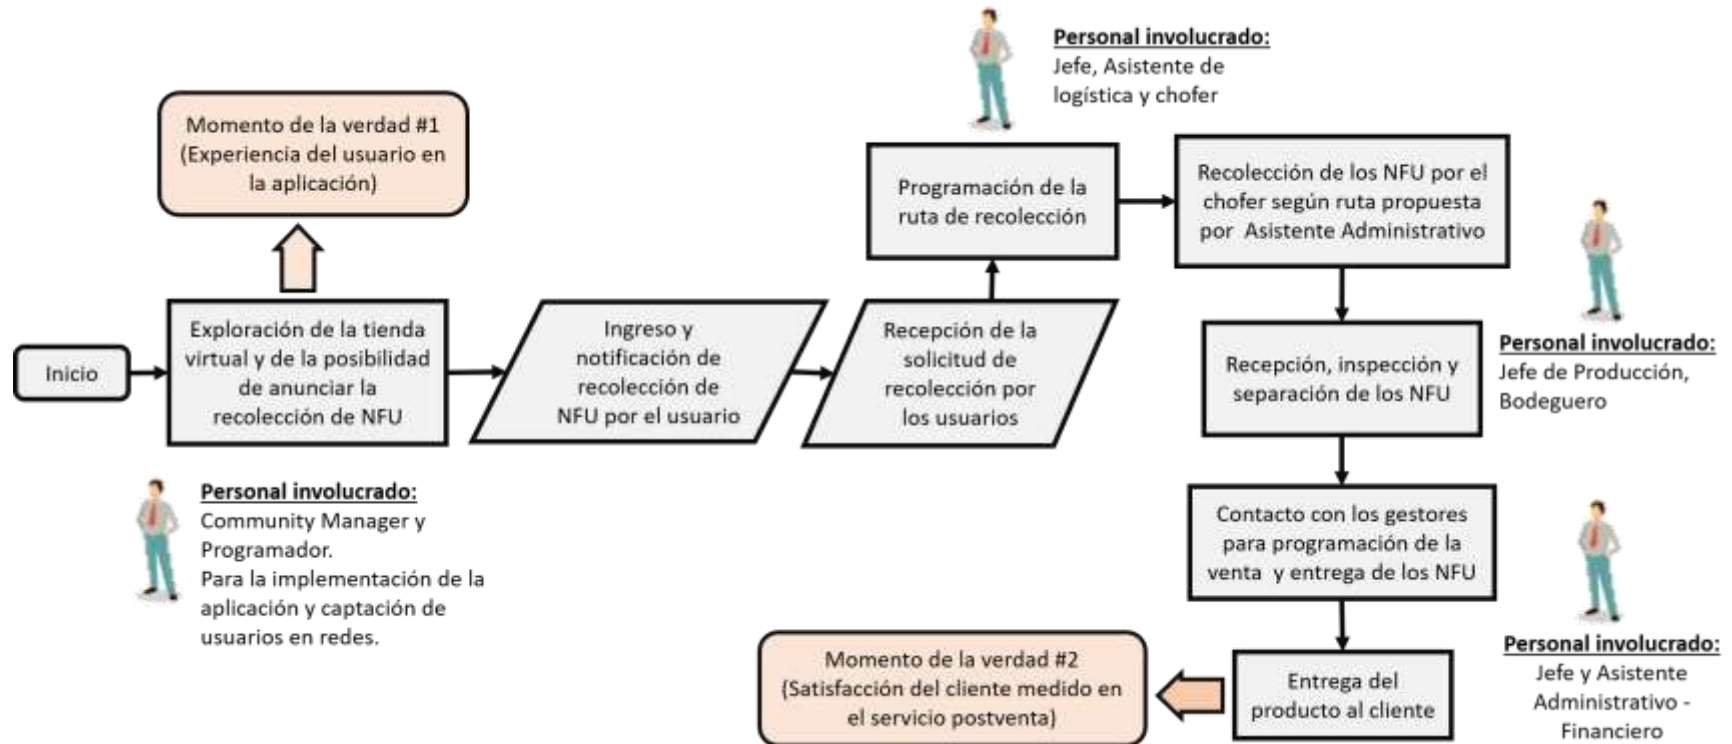 Personal involucrado:
Jefe, Asistente de
logística y chofer
Momento de la verdad #1
(Experiencia del usuario en
la aplicación)
Programación de la
ruta de recolección
Recolección de los NFU por el
chofer según ruta propuesta
por Asistente Administrativo
Inicio
Exploración de la tienda
virtual y de la posibilidad
de anunciar la
recolección de NFU
Ingreso y
notificación de
recolección de
NFU por el usuario
Recepción de la
solicitud de
recolección por
los usuarios
Recepción, inspección y
separación de los NFU
Personal involucrado:
Jefe de Producción,
Bodeguero
Personal involucrado:
Community Manager y
Programador.
Para la implementación de la
aplicación y captación de
usuarios en redes.
Contacto con los gestores
para programación de la
venta y entrega de los NFU
Personal involucrado:
Jefe y Asistente
Administrativo -
Financiero
Momento de la verdad #2
(Satisfacción del cliente medido en
el servicio postventa)
Entrega del
producto al cliente